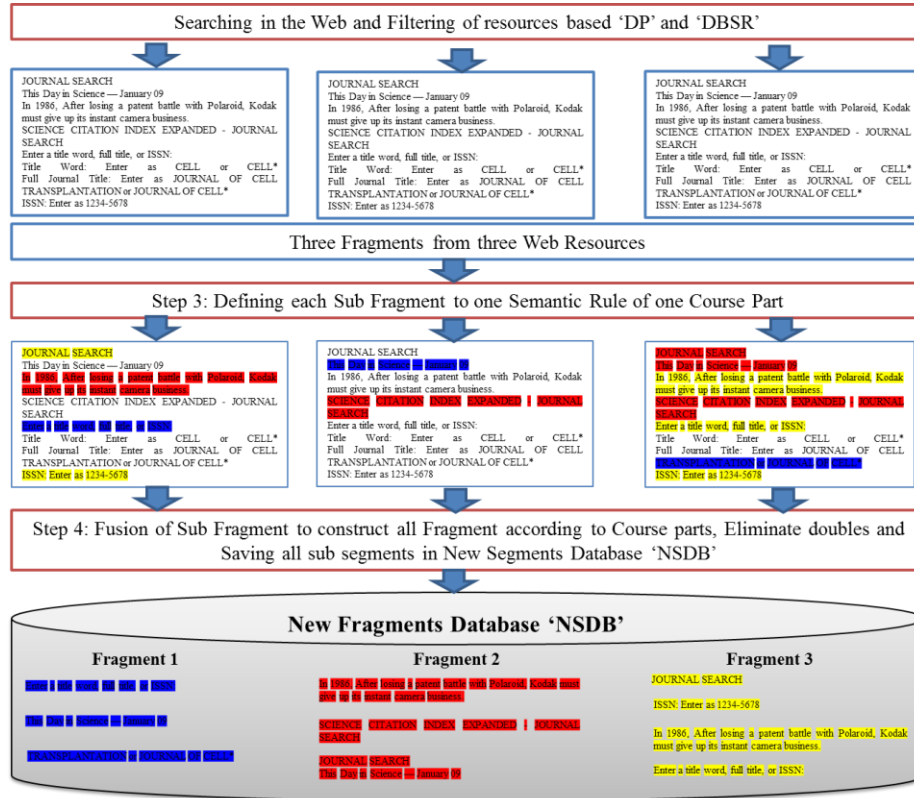 Searching in the Web and Filtering of resources based ‘DP’ and ‘DBSR’
JOURNAL SEARCH
This Day in Science — January 09
In 1986, After losing a patent battle with Polaroid, Kodak
must give up its instant camera business.
SCIENCE CITATION INDEX EXPANDED - JOURNAL
SEARCH
Enter a title word, full title, or ISSN:
Title Word: Enter as CELL or CELL*
Full Journal Title: Enter as JOURNAL OF CELL
TRANSPLANTATION or JOURNAL OF CELL*
ISSN: Enter as 1234-5678
JOURNAL SEARCH
This Day in Science — January 09
In 1986, After losing a patent battle with Polaroid, Kodak
must give up its instant camera business.
SCIENCE CITATION INDEX EXPANDED - JOURNAL
SEARCH
Enter a title word, full title, or ISSN:
Title Word: Enter as CELL or CELL*
Full Journal Title: Enter as JOURNAL OF CELL
TRANSPLANTATION or JOURNAL OF CELL*
ISSN: Enter as 1234-5678
JOURNAL SEARCH
This Day in Science — January 09
In 1986, After losing a patent battle with Polaroid, Kodak
must give up its instant camera business.
SCIENCE CITATION INDEX EXPANDED - JOURNAL
SEARCH
Enter a title word, full title, or ISSN:
Title Word: Enter as CELL or CELL*
Full Journal Title: Enter as JOURNAL OF CELL
TRANSPLANTATION or JOURNAL OF CELL*
ISSN: Enter as 1234-5678
Three Fragments from three Web Resources
Step 3: Defining each Sub Fragment to one Semantic Rule of one Course Part
JOURNAL SEARCH
This Day in Science — January 09
In 1986, After losing a patent battle with Polaroid, Kodak
must give up its instant camera business.
SCIENCE CITATION INDEX EXPANDED - JOURNAL
SEARCH
Enter a title word, full title, or ISSN:
Title Word: Enter as CELL or CELL*
Full Journal Title: Enter as JOURNAL OF CELL
TRANSPLANTATION or JOURNAL OF CELL*
ISSN: Enter as 1234-5678
JOURNAL SEARCH
This Day in Science — January 09
In 1986, After losing a patent battle with Polaroid, Kodak
must give up its instant camera business.
SCIENCE CITATION INDEX EXPANDED - JOURNAL
SEARCH
Enter a title word, full title, or ISSN:
Title Word: Enter as CELL or CELL*
Full Journal Title: Enter as JOURNAL OF CELL
TRANSPLANTATION or JOURNAL OF CELL*
ISSN: Enter as 1234-5678
JOURNAL SEARCH
This Day in Science — January 09
In 1986, After losing a patent battle with Polaroid, Kodak
must give up its instant camera business.
SCIENCE CITATION INDEX EXPANDED - JOURNAL
SEARCH
Enter a title word, full title, or ISSN:
Title Word: Enter as CELL or CELL*
Full Journal Title: Enter as JOURNAL OF CELL
TRANSPLANTATION or JOURNAL OF CELL*
ISSN: Enter as 1234-5678
Step 4: Fusion of Sub Fragment to construct all Fragment according to Course parts, Eliminate doubles and
Saving all sub segments in New Segments Database ‘NSDB’
New Fragments Database ‘NSDB’
Fragment 1
Enter a title word, full title, or ISSN:
This Day in Science — January 09
TRANSPLANTATION or JOURNAL OF CELL*
Fragment 2
In 1986, After losing a patent battle with Polaroid, Kodak must
give up its instant camera business.
SCIENCE CITATION INDEX EXPANDED - JOURNAL
SEARCH
JOURNAL SEARCH
This Day in Science — January 09
Fragment 3
JOURNAL SEARCH
ISSN: Enter as 1234-5678
In 1986, After losing a patent battle with Polaroid, Kodak
must give up its instant camera business.
Enter a title word, full title, or ISSN: